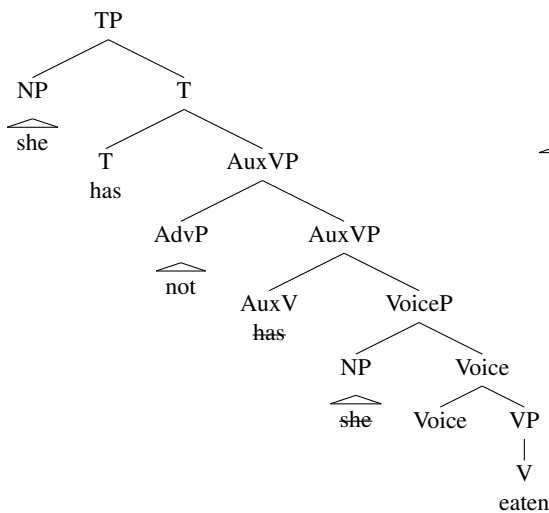 TP
NP T
she
T AuxVP
has
AdvP AuxVP
not
AuxV VoiceP
has
NP Voice
she
Voice VP
V
eaten